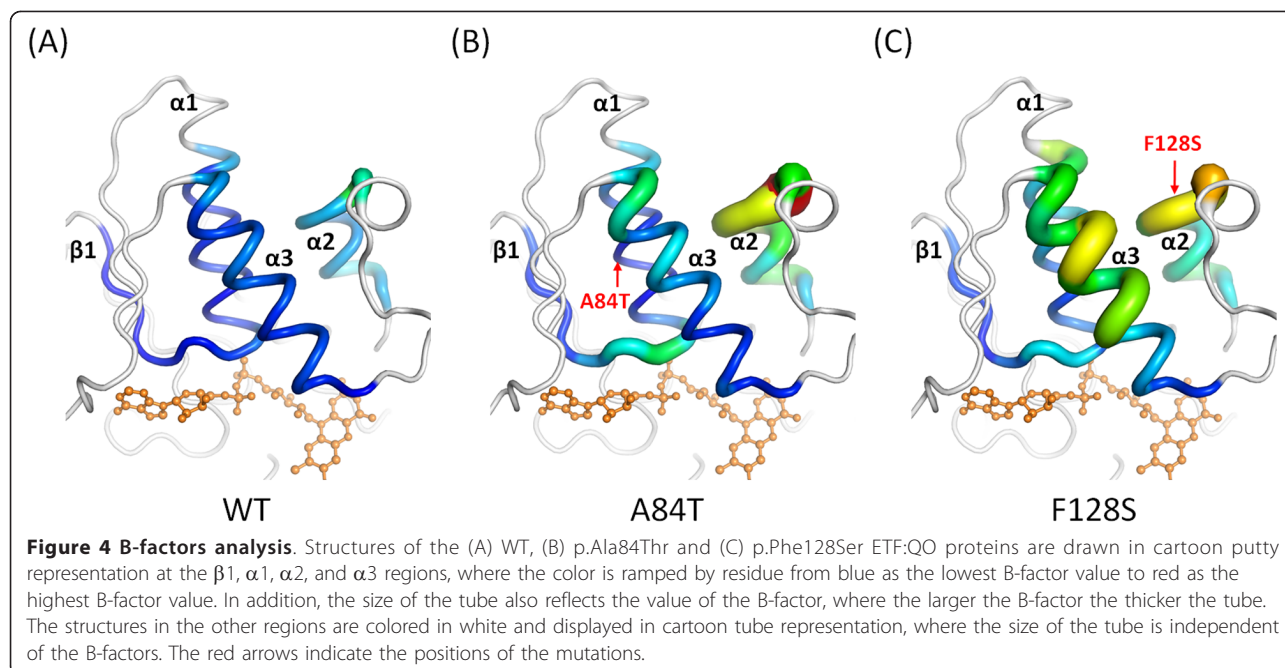 (A) (B) (C)
α1 α1 α1
F128S
β1 α2 β1 α2 β1 α2
α3 α3 α3
A84T
WT A84T F128S
Figure 4 B-factors analysis. Structures of the (A) WT, (B) p.Ala84Thr and (C) p.Phe128Ser ETF:QO proteins are drawn in cartoon putty
representation at the β1, α1, α2, and α3 regions, where the color is ramped by residue from blue as the lowest B-factor value to red as the
highest B-factor value. In addition, the size of the tube also reflects the value of the B-factor, where the larger the B-factor the thicker the tube.
The structures in the other regions are colored in white and displayed in cartoon tube representation, where the size of the tube is independent
of the B-factors. The red arrows indicate the positions of the mutations.